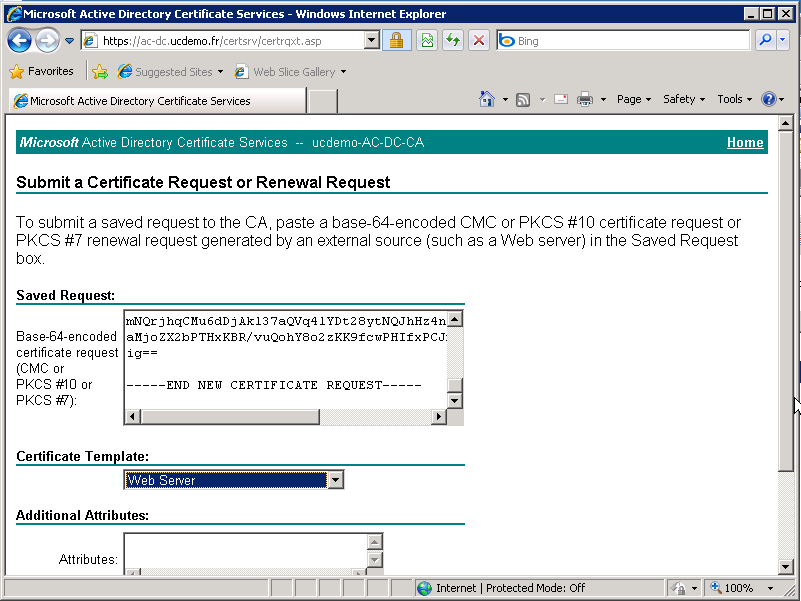 Microsoft Active Directory Certificate Services - Windows Internet Explorer
https://ac-dc.ucdemo.fr/certsrv/certrqxt.asp
Bing
Favorites
Suggested Sites
Web Slice Gallery
Microsoft Active Directory Certificate Services
Page
Safety
Tools
Microsoft Active Directory Certificate Services -- ucdemo-AC-DC-CA
Home
Submit a Certificate Request or Renewal Request
To submit a saved request to the CA, paste a base-64-encoded CMC or PKCS #10 certificate request or
PKCS #7 renewal request generated by an external source (such as a Web server) in the Saved Request
box.
Saved Request:
Base-64-encoded
certificate request
(CMC or
PKCS #10 or
PKCS #7):
mNQrjhqCMu6dDjAkl37aQVq41YDt28ytNQJhHz4n
aMjoZX2bPTHxKBR/vuQohY8o2zKK9fcwPHIfxPCJ
ig==
-----END NEW CERTIFICATE REQUEST-----
Certificate Template:
Web Server
Additional Attributes:
Attributes:
Internet | Protected Mode: Off
100%